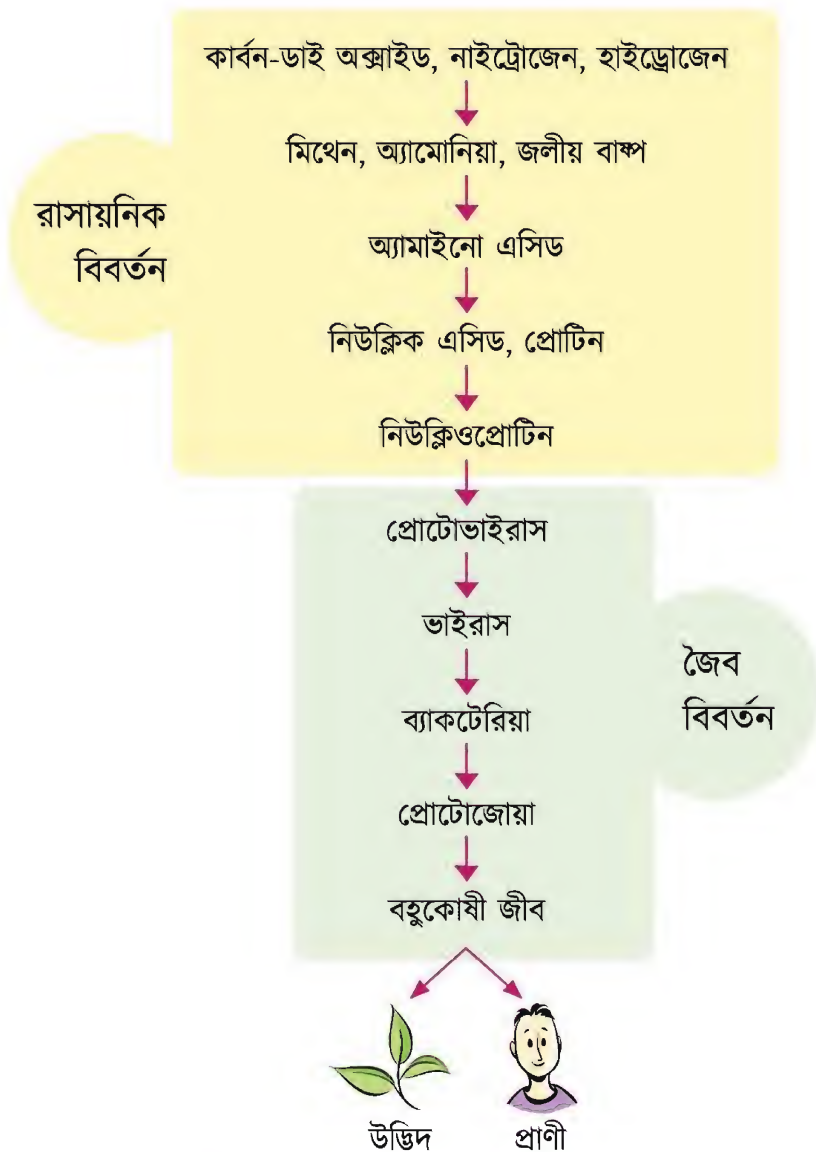 কার্বন-ডাই অক্সাইড, নাইট্রোজেন, হাইড্রোজেন
মিথেন, অ্যামোনিয়া, জলীয় বাষ্প
রাসায়নিক
বিবর্তন
অ্যামাইনো এসিড
নিউক্লিক এসিড, প্রোটিন
নিউক্লিওপ্রোটিন
প্রোটোভাইরাস
ভাইরাস
জৈব
বিবর্তন
ব্যাকটেরিয়া
প্রোটোজোয়া
বহুকোষী জীব
উদ্ভিদ
প্রাণী